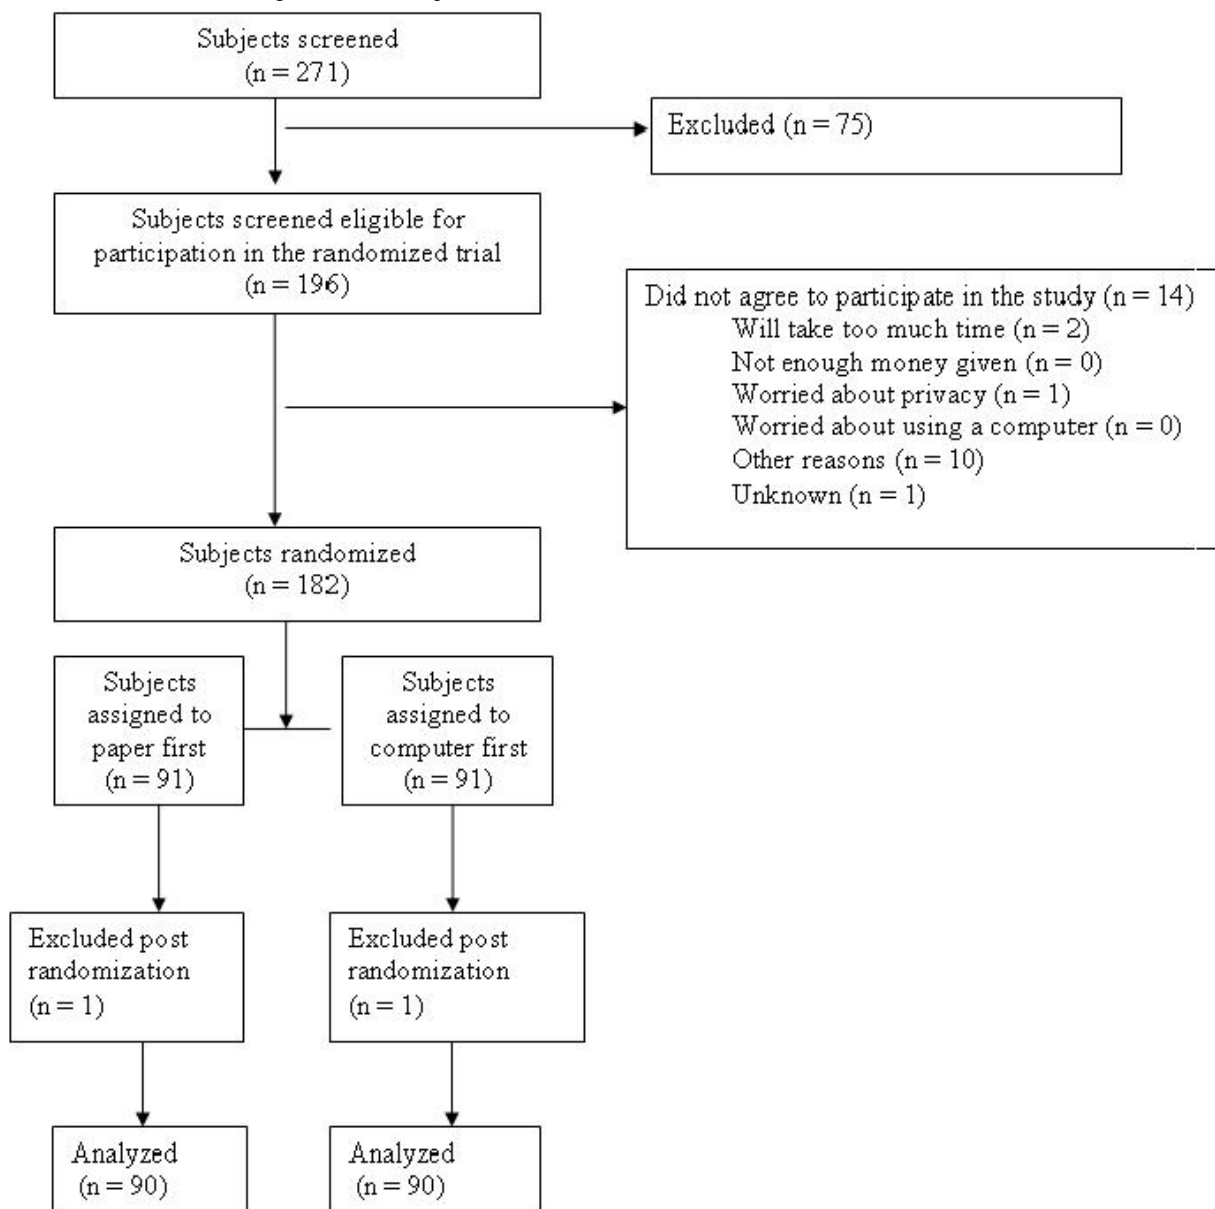 Subjects screened
(n = 271)
Excluded (n = 75)
Subjects screened eligible for
participation in the randomized trial
(n = 196)
Did not agree to participate in the study (n = 14)
Will take too much time (n = 2)
Not enough money given (n = 0)
Worried about privacy (n = 1)
Worried about using a computer (n = 0)
Other reasons (n = 10)
Unknown (n = 1)
Subjects randomized
(n = 182)
Subjects
assigned to
paper first
(n = 91)
Subjects
assigned to
computer first
(n = 91)
Excluded post
randomization
(n = 1)
Excluded post
randomization
(n = 1)
Analyzed
(n = 90)
Analyzed
(n = 90)